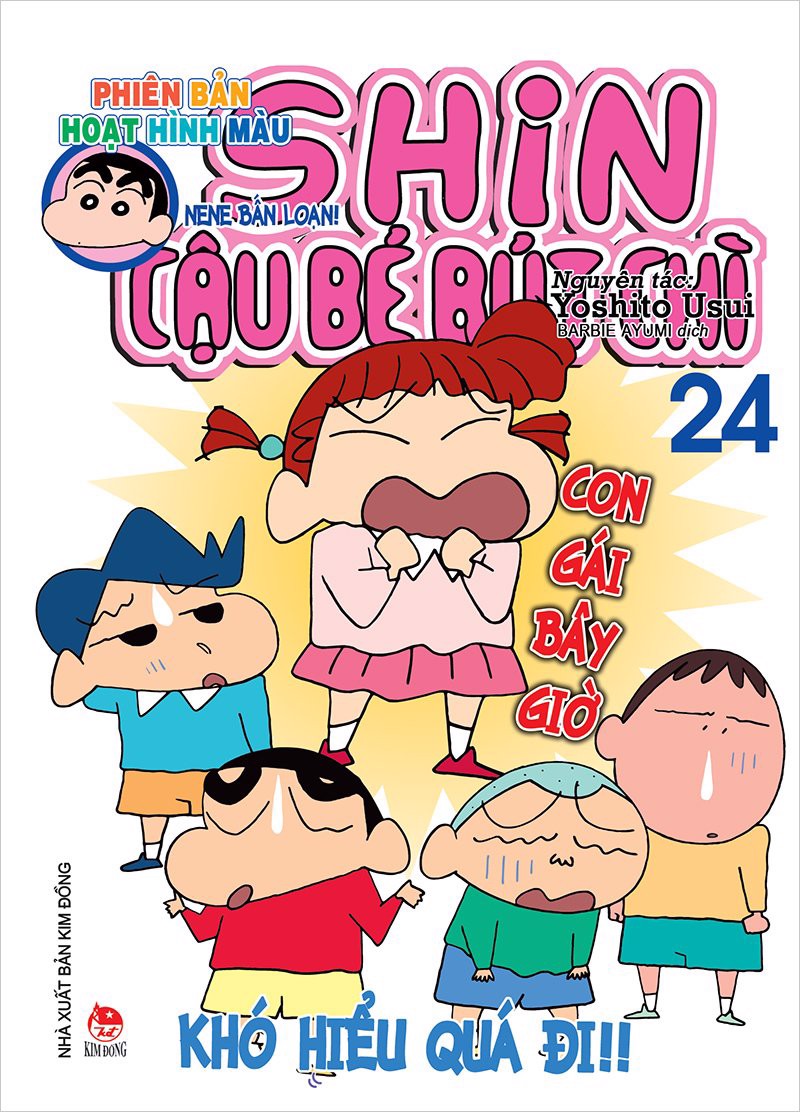 PHIÊN BẢN
HOẠT HÌNH MÀU
SHiN
NENE BẤN LOẠN!
CẬU BÉ BÚT CHÌ
Nguyên tác:
Yoshito Usui
BARBIE AYUMI dịch
24
CON
GÁI
BÂY
GIỜ
NHÀ XUẤT BẢN KIM ĐỒNG
kđ
KIM ĐỒNG
KHÓ HIỂU QUÁ ĐI!!